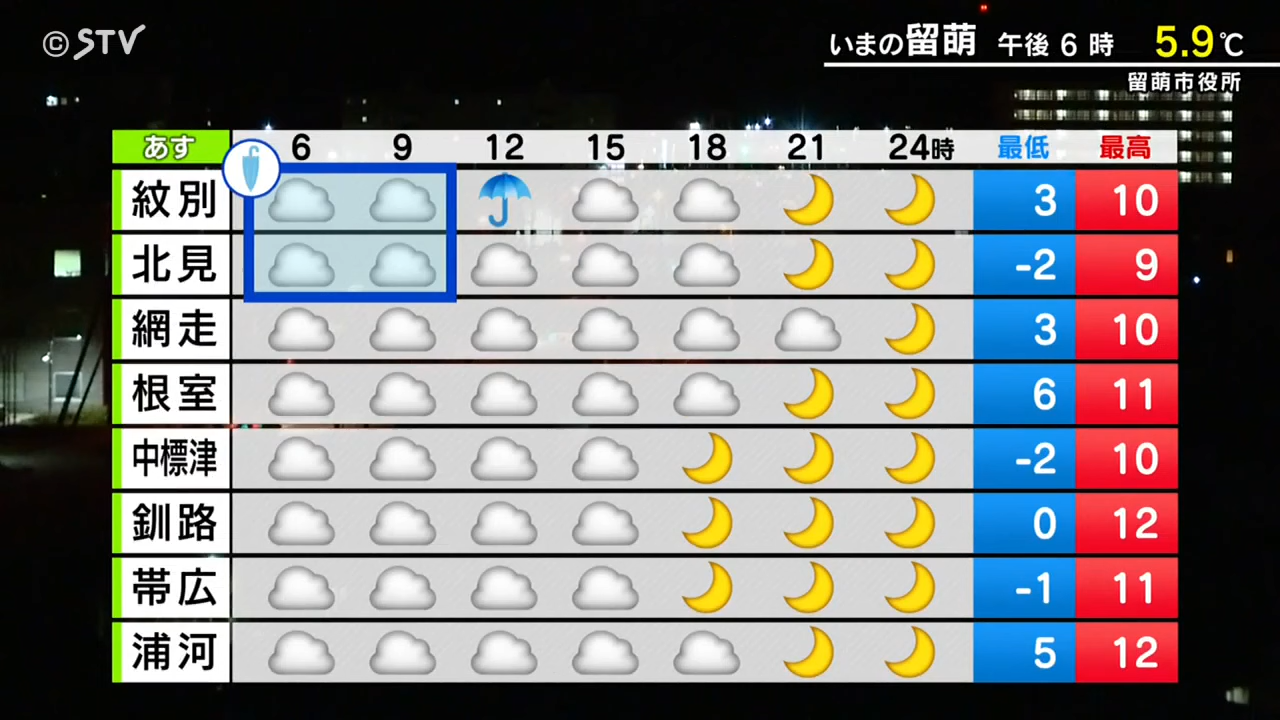 © STV
いまの留萌 午後6時 5.9℃
留萌市役所
あす 6 9 12 15 18 21 24時 最低 最高
紋別 3 10
北見 -2 9
網走 3 10
根室 6 11
中標津 -2 10
釧路 0 12
帯広 -1 11
浦河 5 12